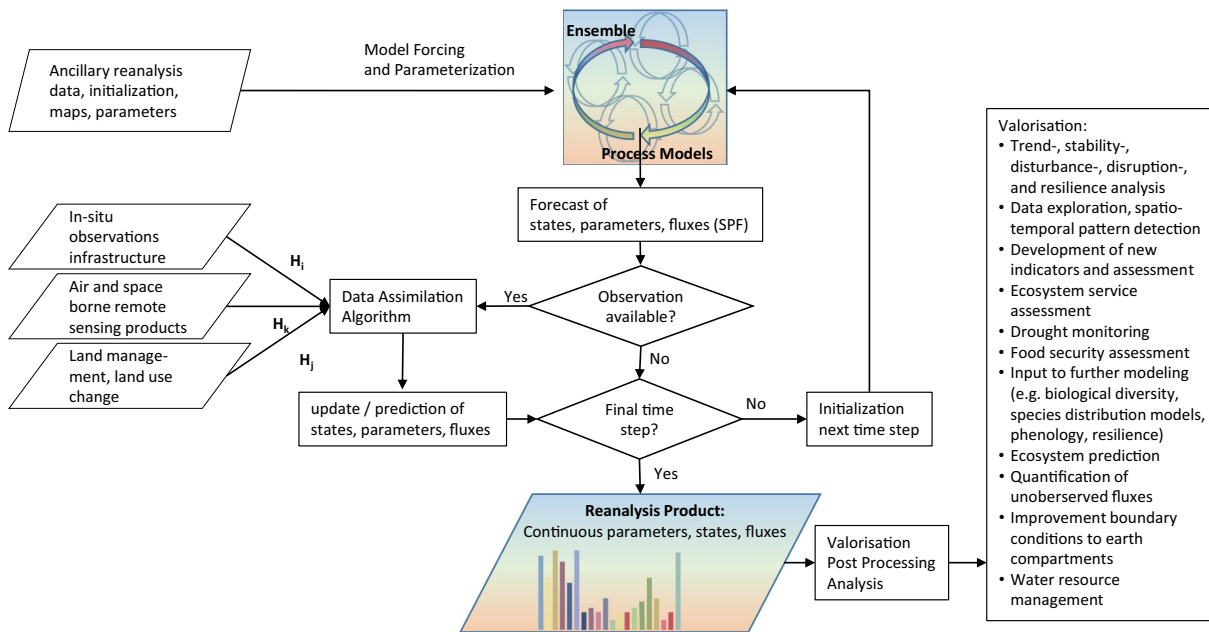 Ancillary reanalysis
data, initialization,
maps, parameters
Model Forcing
and Parameterization
Ensemble
Process Models
Forecast of
states, parameters, fluxes (SPF)
In-situ
observations
infrastructure
Air and space
borne remote
sensing products
Land manage-
ment, land use
change
Hi
Hk
Hj
Data Assimilation
Algorithm
Yes
Observation
available?
No
update / prediction of
states, parameters, fluxes
Final time
step?
No
Initialization
next time step
Yes
Reanalysis Product:
Continuous parameters, states, fluxes
Valorisation
Post Processing
Analysis
Valorisation:
• Trend-, stability-,
disturbance-, disruption-,
and resilience analysis
• Data exploration, spatio-
temporal pattern detection
• Development of new
indicators and assessment
• Ecosystem service
assessment
• Drought monitoring
• Food security assessment
• Input to further modeling
(e.g. biological diversity,
species distribution models,
phenology, resilience)
• Ecosystem prediction
• Quantification of
unoberserved fluxes
• Improvement boundary
conditions to earth
compartments
• Water resource
management